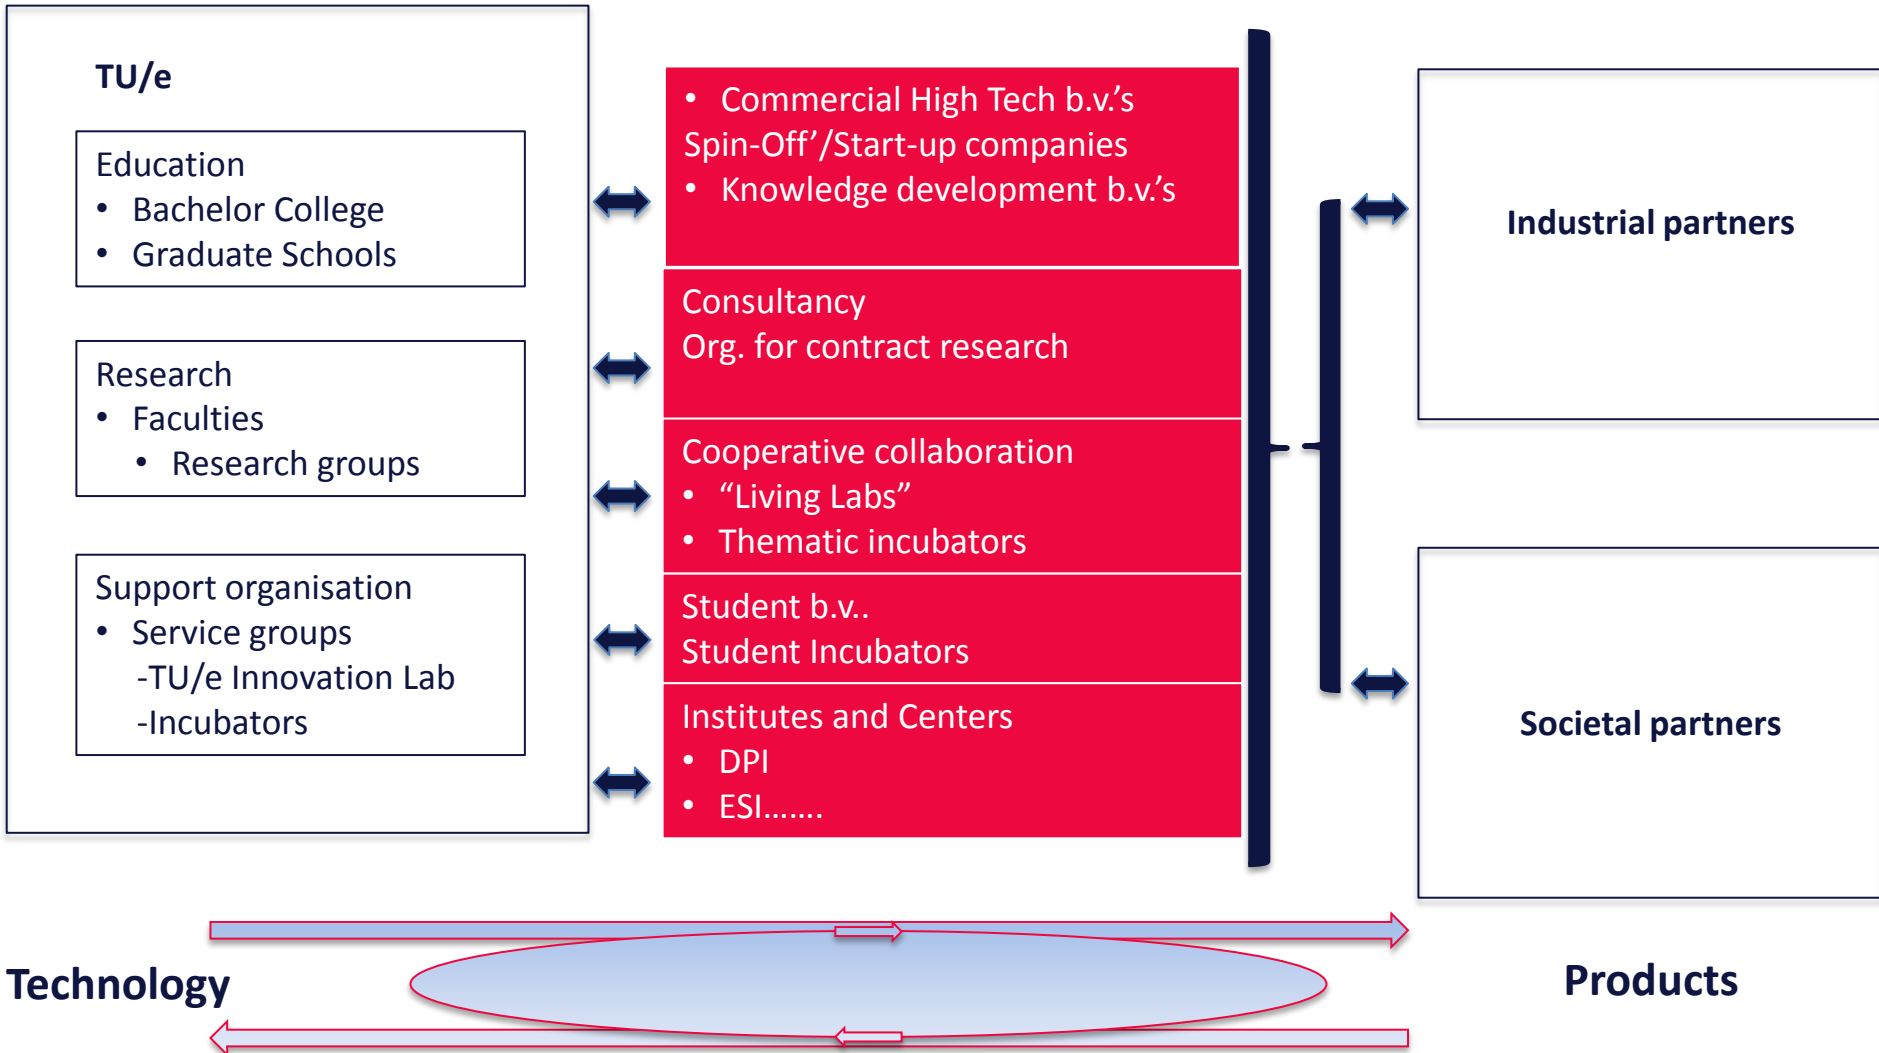 TU/e
Education
• Bachelor College
• Graduate Schools
Research
• Faculties
• Research groups
Support organisation
• Service groups
-TU/e Innovation Lab
-Incubators
• Commercial High Tech b.v.’s
Spin-Off’/Start-up companies
• Knowledge development b.v.’s
Consultancy
Org. for contract research
Cooperative collaboration
• “Living Labs”
• Thematic incubators
Student b.v..
Student Incubators
Institutes and Centers
• DPI
• ESI…….
Industrial partners
Societal partners
Technology
Products